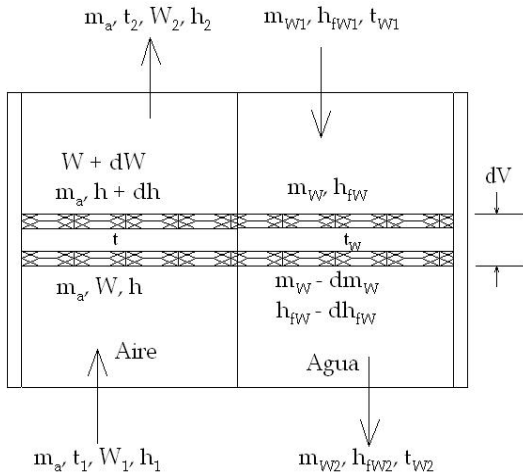 mₐ, t₂, W₂, h₂
m_W1, h_fW1, t_W1
W + dW
mₐ, h + dh
m_W, h_fW
dV
t
t_W
mₐ, W, h
m_W - dm_W
h_fW - dh_fW
Aire
Agua
mₐ, t₁, W₁, h₁
m_W2, h_fW2, t_W2